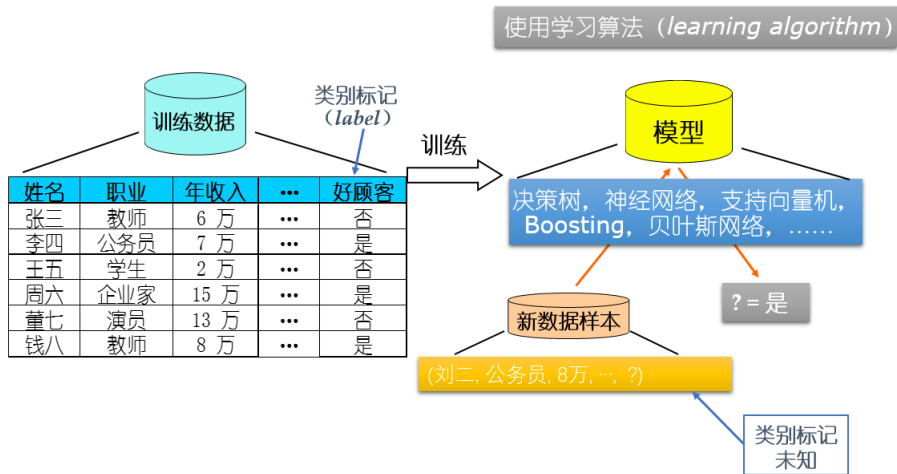 使用学习算法（learning algorithm）
类别标记
（label）
训练数据
训练
模型
姓名 职业 年收入 ... 好顾客
张三 教师 6 万 ... 否
李四 公务员 7 万 ... 是
王五 学生 2 万 ... 否
周六 企业家 15 万 ... 是
董七 演员 13 万 ... 否
钱八 教师 8 万 ... 是
决策树，神经网络，支持向量机，
Boosting，贝叶斯网络，……
? = 是
新数据样本
(刘二, 公务员, 8万, …, ?)
类别标记
未知